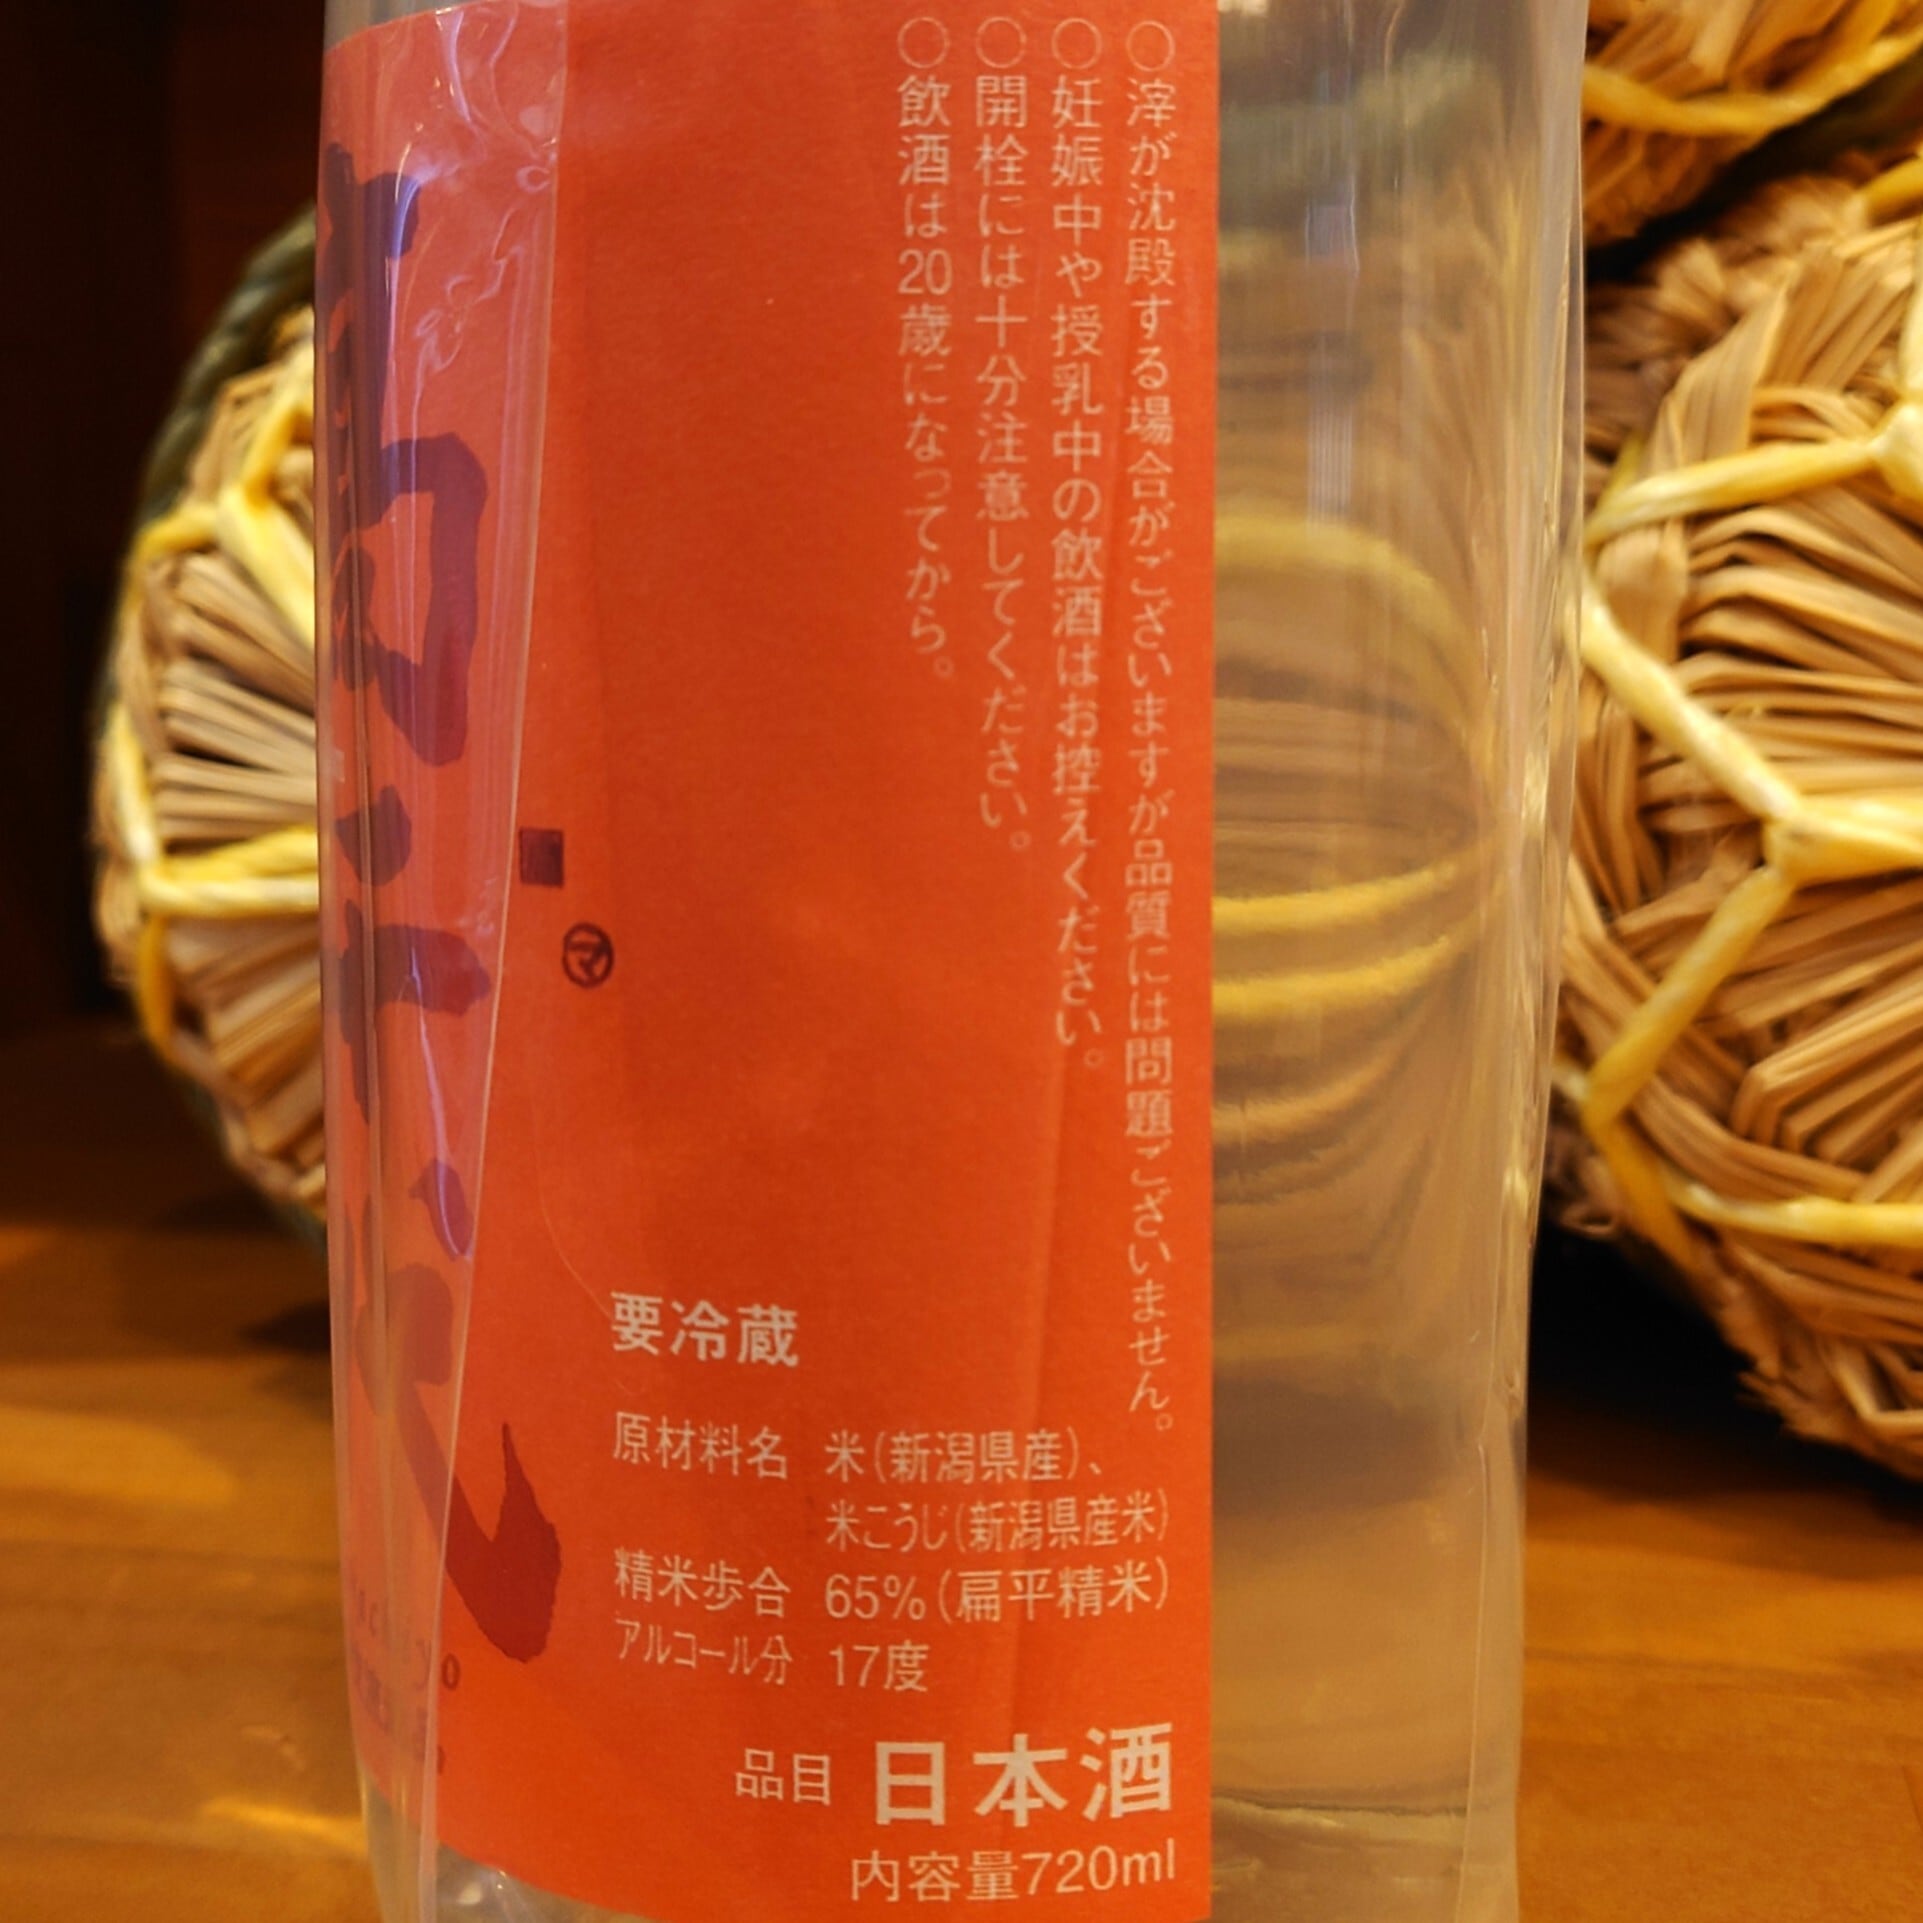 ○滓が沈殿する場合がございますが品質には問題ございません。
○妊娠中や授乳中の飲酒はお控えください。
○開栓には十分注意してください。
○飲酒は20歳になってから。
マ
要冷蔵
原材料名 米(新潟県産)、
米こうじ(新潟県産米)
精米歩合 65%(扁平精米)
アルコール分 17度
品目 日本酒
内容量720ml